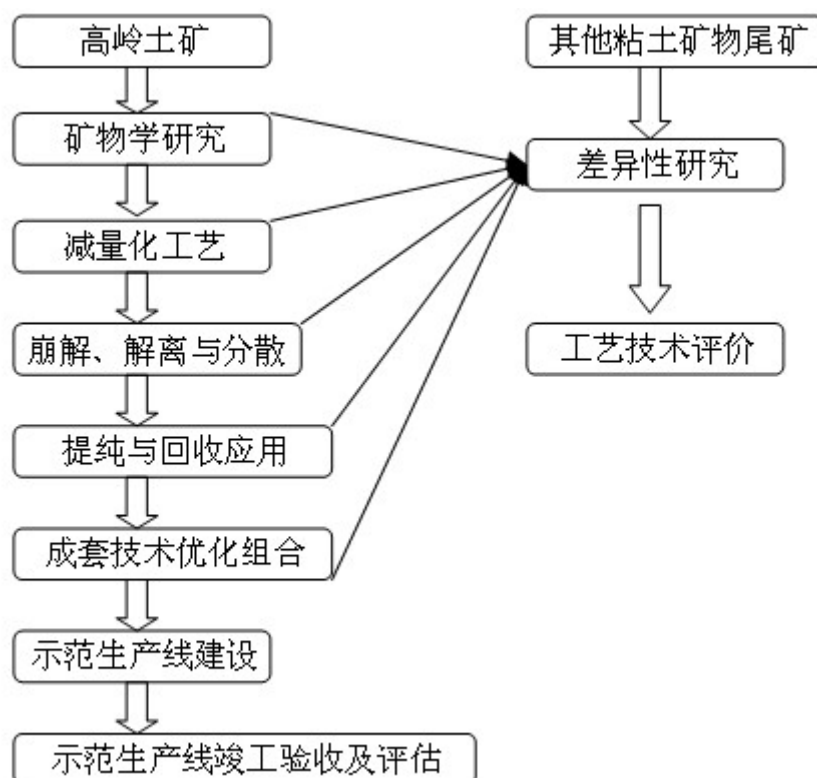 高岭土矿
其他粘土矿物尾矿
矿物学研究
差异性研究
减量化工艺
崩解、解离与分散
工艺技术评价
提纯与回收应用
成套技术优化组合
示范生产线建设
示范生产线竣工验收及评估